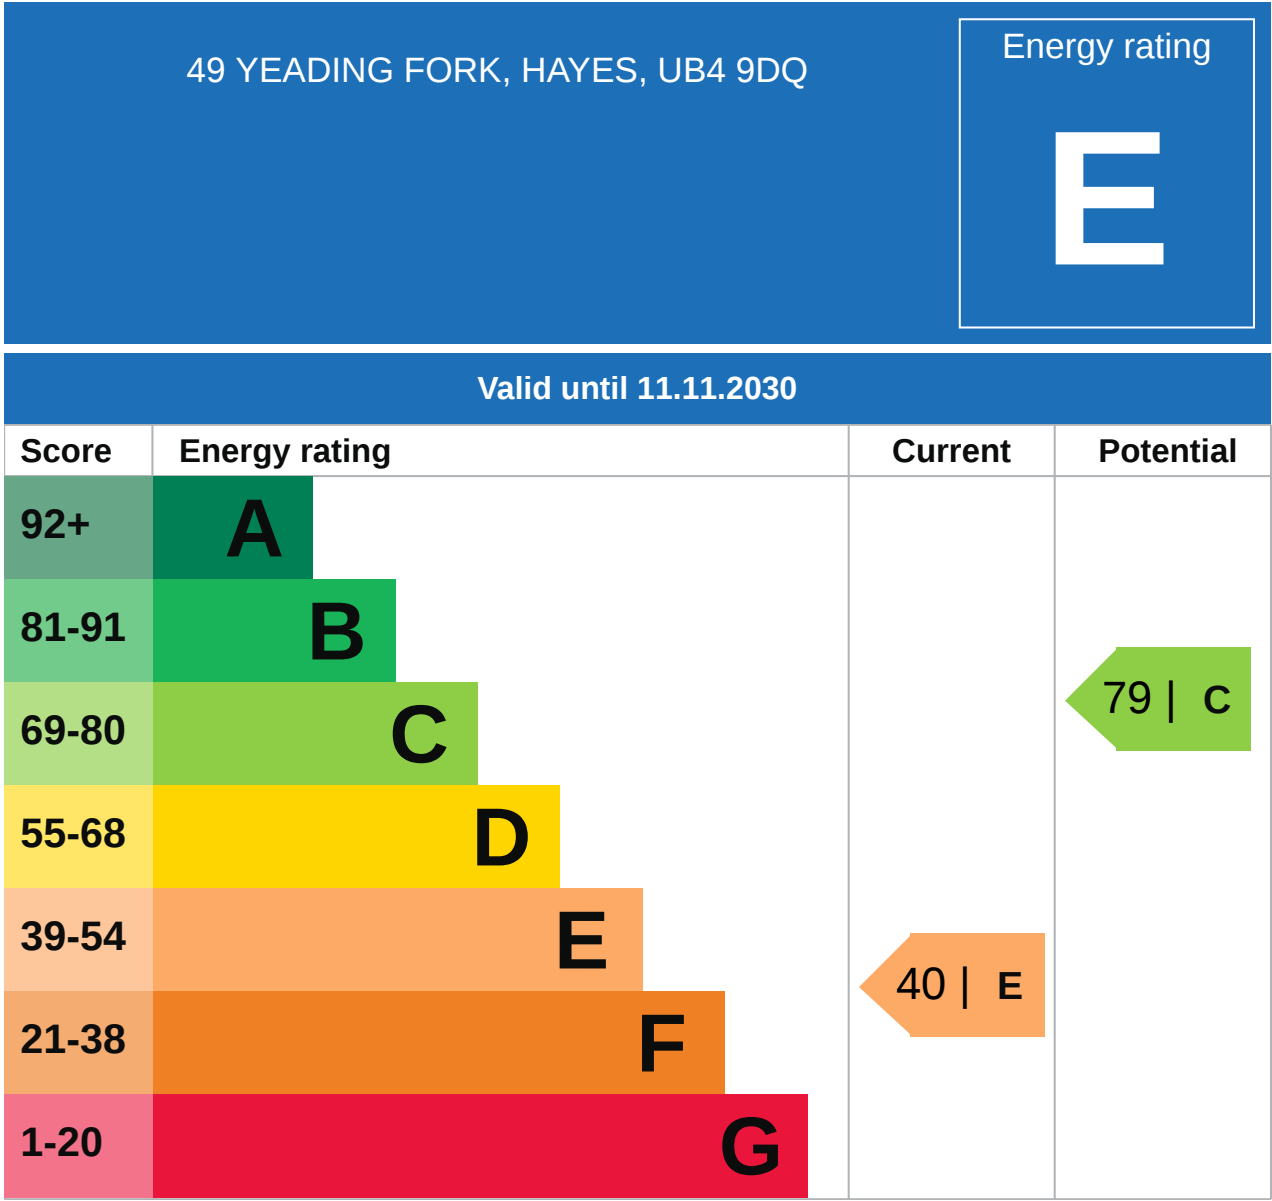 49 YEADING FORK, HAYES, UB4 9DQ
Energy rating
E
Valid until 11.11.2030
Score Energy rating Current Potential
92+ A
81-91 B
69-80 C 79 | C
55-68 D
39-54 E 40 | E
21-38 F
1-20 G